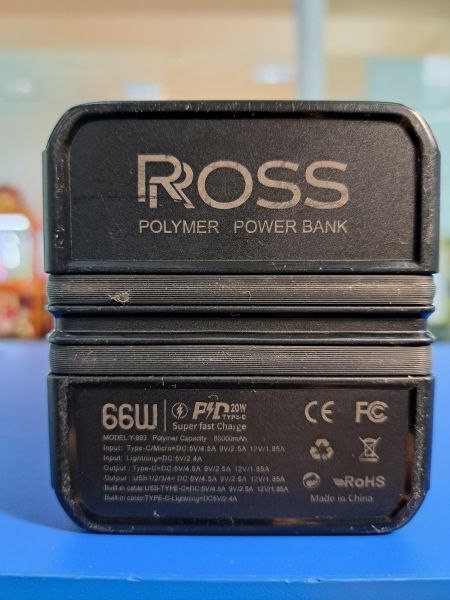 ROSS
POLYMER POWER BANK
66W PD 20W
TYPE-C
Super fast Charge
MODEL:Y-983 Polymer Capacity : 80000mAh
Input: Type-C/Micro=DC:5V/4.5A 9V/2.5A 12V/1.85A
Input: Lightning=DC:5V/2.4A
Output : Type-C=DC:5V/4.5A 9V/2.5A 12V/1.85A
Output : USB1/2/3/4=DC:5V/4.5A 9V/2.5A 12V/1.85A
Built-in cable:USB-TYPE-C=DC:5V/4.5A 9V/2.5A 12V/1.85A
Built-in cable:TYPE-C-Lightning=DC5V/2.4A
CE FC
RoHS
Made in China